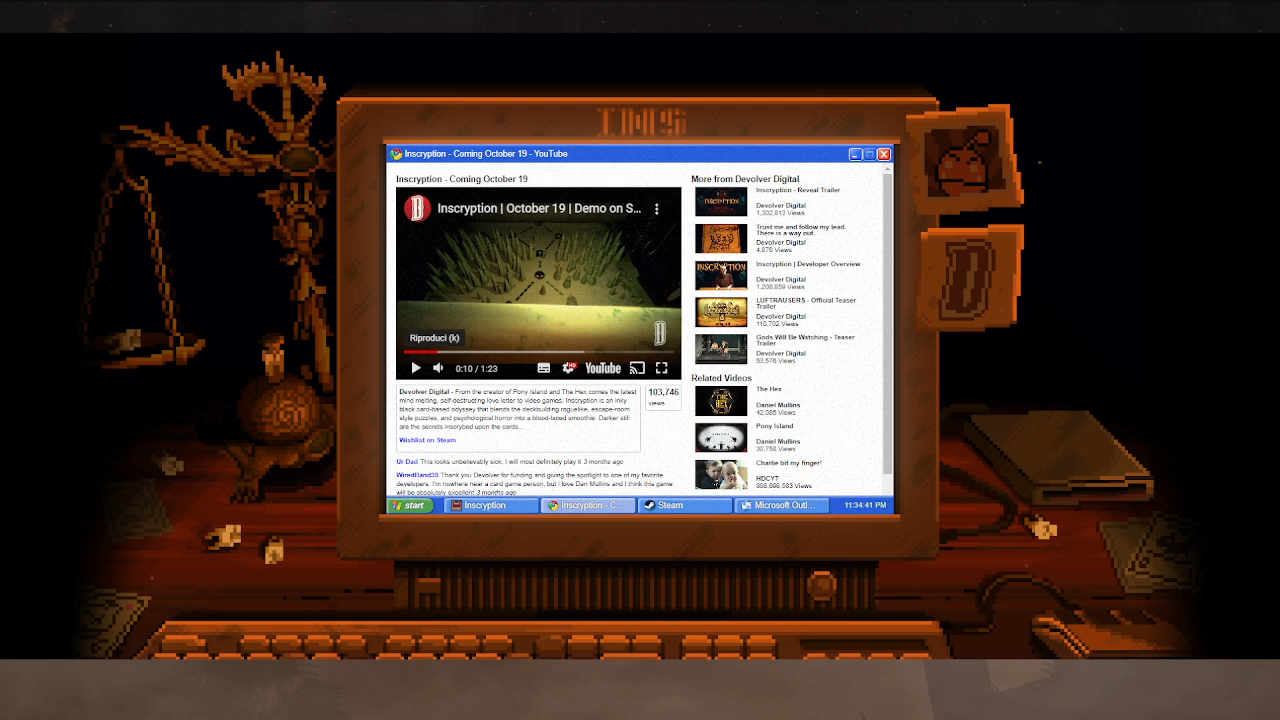 INS
Inscryption - Coming October 19 - YouTube
Inscryption - Coming October 19
Inscryption | October 19 | Demo on S...
Riproduci (k)
0:10 / 1:23
HD
YouTube
Devolver Digital - From the creator of Pony Island and The Hex comes the latest
mind melting, self-destructing love letter to video games. Inscryption is an inky
black card-based odyssey that blends the deckbuilding roguelike, escape-room
style puzzles, and psychological horror into a blood-laced smoothie. Darker still
are the secrets inscrybed upon the cards...
Wishlist on Steam
103,746
views
Ur Dad This looks unbelievably sick, I will most definitely play it 3 months ago
WiredBand39 Thank you Devolver for funding and giving the spotlight to one of my favorite
developers. I'm nowhere near a card game person, but I love Dan Mullins and I think this game
will be absolutely excellent 3 months ago
More from Devolver Digital
Inscryption - Reveal Trailer
Devolver Digital
1,302,813 Views
Trust me and follow my lead.
There is a way out.
Devolver Digital
4,876 Views
INSCRYPTION
Inscryption | Developer Overview
Devolver Digital
1,208,859 Views
LUFTRAUSERS - Official Teaser
Trailer
Devolver Digital
110,702 Views
Gods Will Be Watching - Teaser
Trailer
Devolver Digital
53,576 Views
Related Videos
THE HEX
The Hex
Daniel Mullins
42,085 Views
Pony Island
Daniel Mullins
30,758 Views
Charlie bit my finger!
HDCYT
868,696,583 Views
start
Inscryption
Inscryption - C...
Steam
Microsoft Outl...
11:34:41 PM